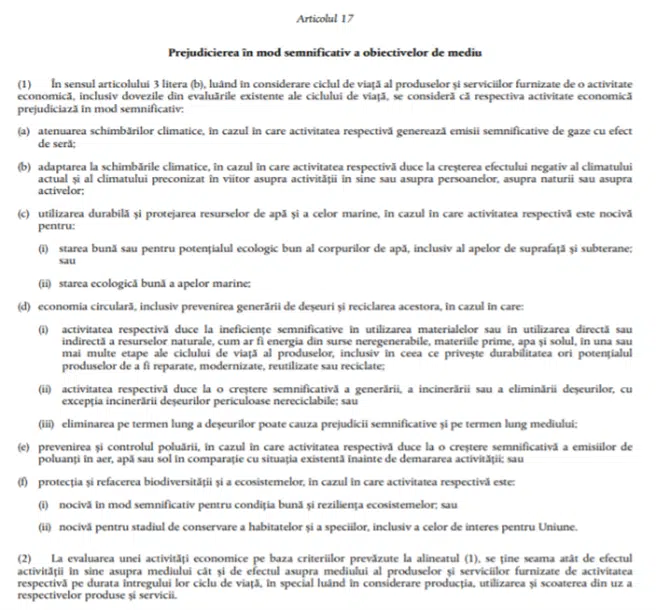 Articolul 17
Prejudicierea în mod semnificativ a obiectivelor de mediu
(1) În sensul articolului 3 litera (b), luând în considerare ciclul de viață al produselor și serviciilor furnizate de o activitate
economică, inclusiv dovezile din evaluările existente ale ciclului de viață, se consideră că respectiva activitate economică
prejudiciază în mod semnificativ:
(a) atenuarea schimbărilor climatice, în cazul în care activitatea respectivă generează emisii semnificative de gaze cu efect
de seră;
(b) adaptarea la schimbările climatice, în cazul în care activitatea respectivă duce la creșterea efectului negativ al climatului
actual și al climatului preconizat în viitor asupra activității în sine sau asupra persoanelor, asupra naturii sau asupra
activelor;
(c) utilizarea durabilă și protejarea resurselor de apă și a celor marine, în cazul în care activitatea respectivă este nocivă
pentru:
(i) starea bună sau pentru potențialul ecologic bun al corpurilor de apă, inclusiv al apelor de suprafață și subterane;
sau
(ii) starea ecologică bună a apelor marine;
(d) economia circulară, inclusiv prevenirea generării de deșeuri și reciclarea acestora, în cazul în care:
(i) activitatea respectivă duce la ineficiențe semnificative în utilizarea materialelor sau în utilizarea directă sau
indirectă a resurselor naturale, cum ar fi energia din surse neregenerabile, materiile prime, apa și solul, în una sau
mai multe etape ale ciclului de viață al produselor, inclusiv în ceea ce privește durabilitatea ori potențialul
produselor de a fi reparate, modernizate, reutilizate sau reciclate;
(ii) activitatea respectivă duce la o creștere semnificativă a generării, a incinerării sau a eliminării deșeurilor, cu
excepția incinerării deșeurilor periculoase nereciclabile; sau
(iii) eliminarea pe termen lung a deșeurilor poate cauza prejudicii semnificative și pe termen lung mediului;
(e) prevenirea și controlul poluării, în cazul în care activitatea respectivă duce la o creștere semnificativă a emisiilor de
poluanți în aer, apă sau sol în comparație cu situația existentă înainte de demararea activității; sau
(f) protecția și refacerea biodiversității și a ecosistemelor, în cazul în care activitatea respectivă este:
(i) nocivă în mod semnificativ pentru condiția bună și reziliența ecosistemelor; sau
(ii) nocivă pentru stadiul de conservare a habitatelor și a speciilor, inclusiv a celor de interes pentru Uniune.
(2) La evaluarea unei activități economice pe baza criteriilor prevăzute la alineatul (1), se ține seama atât de efectul
activității în sine asupra mediului cât și de efectul asupra mediului al produselor și serviciilor furnizate de activitatea
respectivă pe durata întregului lor ciclu de viață, în special luând în considerare producția, utilizarea și scoaterea din uz a
respectivelor produse și servicii.